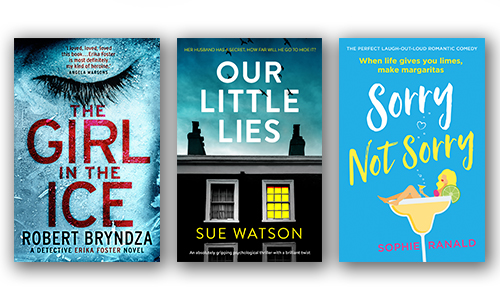 'I loved, loved, loved
this book... Erika Foster
is most definitely
my kind of heroine.'
ANGELA MARSONS
THE
GIRL
IN THE
ICE
ROBERT BRYNDZA
A DETECTIVE ERIKA FOSTER NOVEL
HER HUSBAND HAS A SECRET. HOW FAR WILL HE GO TO HIDE IT?
OUR
LITTLE
LIES
SUE WATSON
An absolutely gripping psychological thriller with a brilliant twist
THE PERFECT LAUGH-OUT-LOUD ROMANTIC COMEDY
When life gives you limes,
make margaritas
Sorry
Not Sorry
SOPHIE RANALD